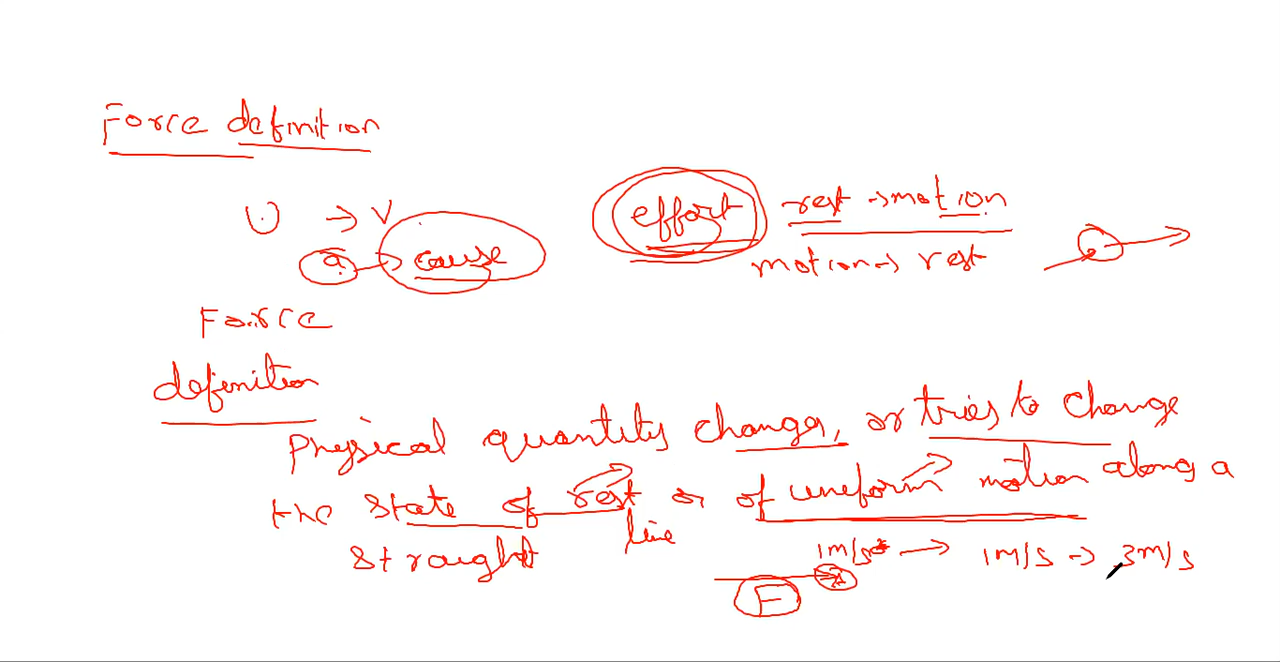 Force definition
U → V
effort rest → motion
? → cause
motion → rest
Force
definition
Physical quantity changes, or tries to change
the state of rest or of uniform motion along a
straight line
1m/s → 1m/s → 3m/s
F